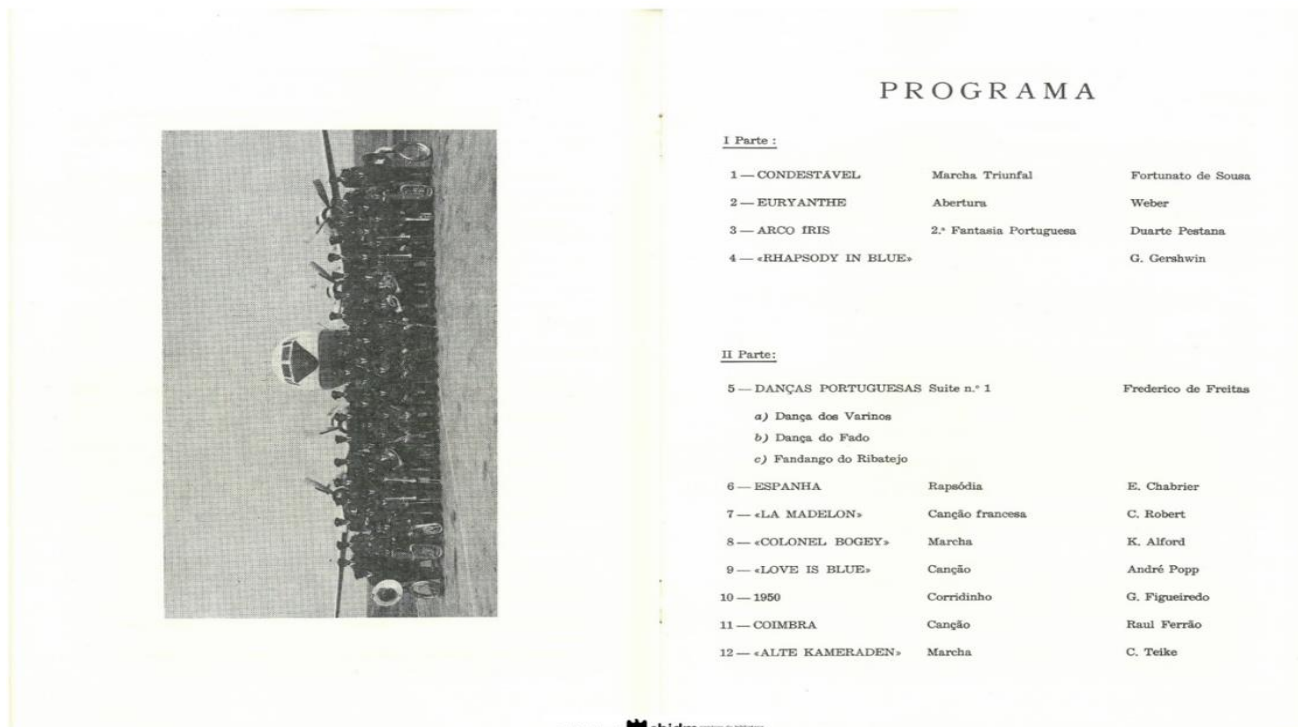 PROGRAMA
I Parte :
1 — CONDESTÁVEL Marcha Triunfal Fortunato de Sousa
2 — EURYANTHE Abertura Weber
3 — ARCO ÍRIS 2.ª Fantasia Portuguesa Duarte Pestana
4 — «RHAPSODY IN BLUE» G. Gershwin
II Parte:
5 — DANÇAS PORTUGUESAS Suite n.º 1 Frederico de Freitas
a) Dança dos Varinos
b) Dança do Fado
c) Fandango do Ribatejo
6 — ESPANHA Rapsódia E. Chabrier
7 — «LA MADELON» Canção francesa C. Robert
8 — «COLONEL BOGEY» Marcha K. Alford
9 — «LOVE IS BLUE» Canção André Popp
10 — 1950 Corridinho G. Figueiredo
11 — COIMBRA Canção Raul Ferrão
12 — «ALTE KAMERADEN» Marcha C. Teike